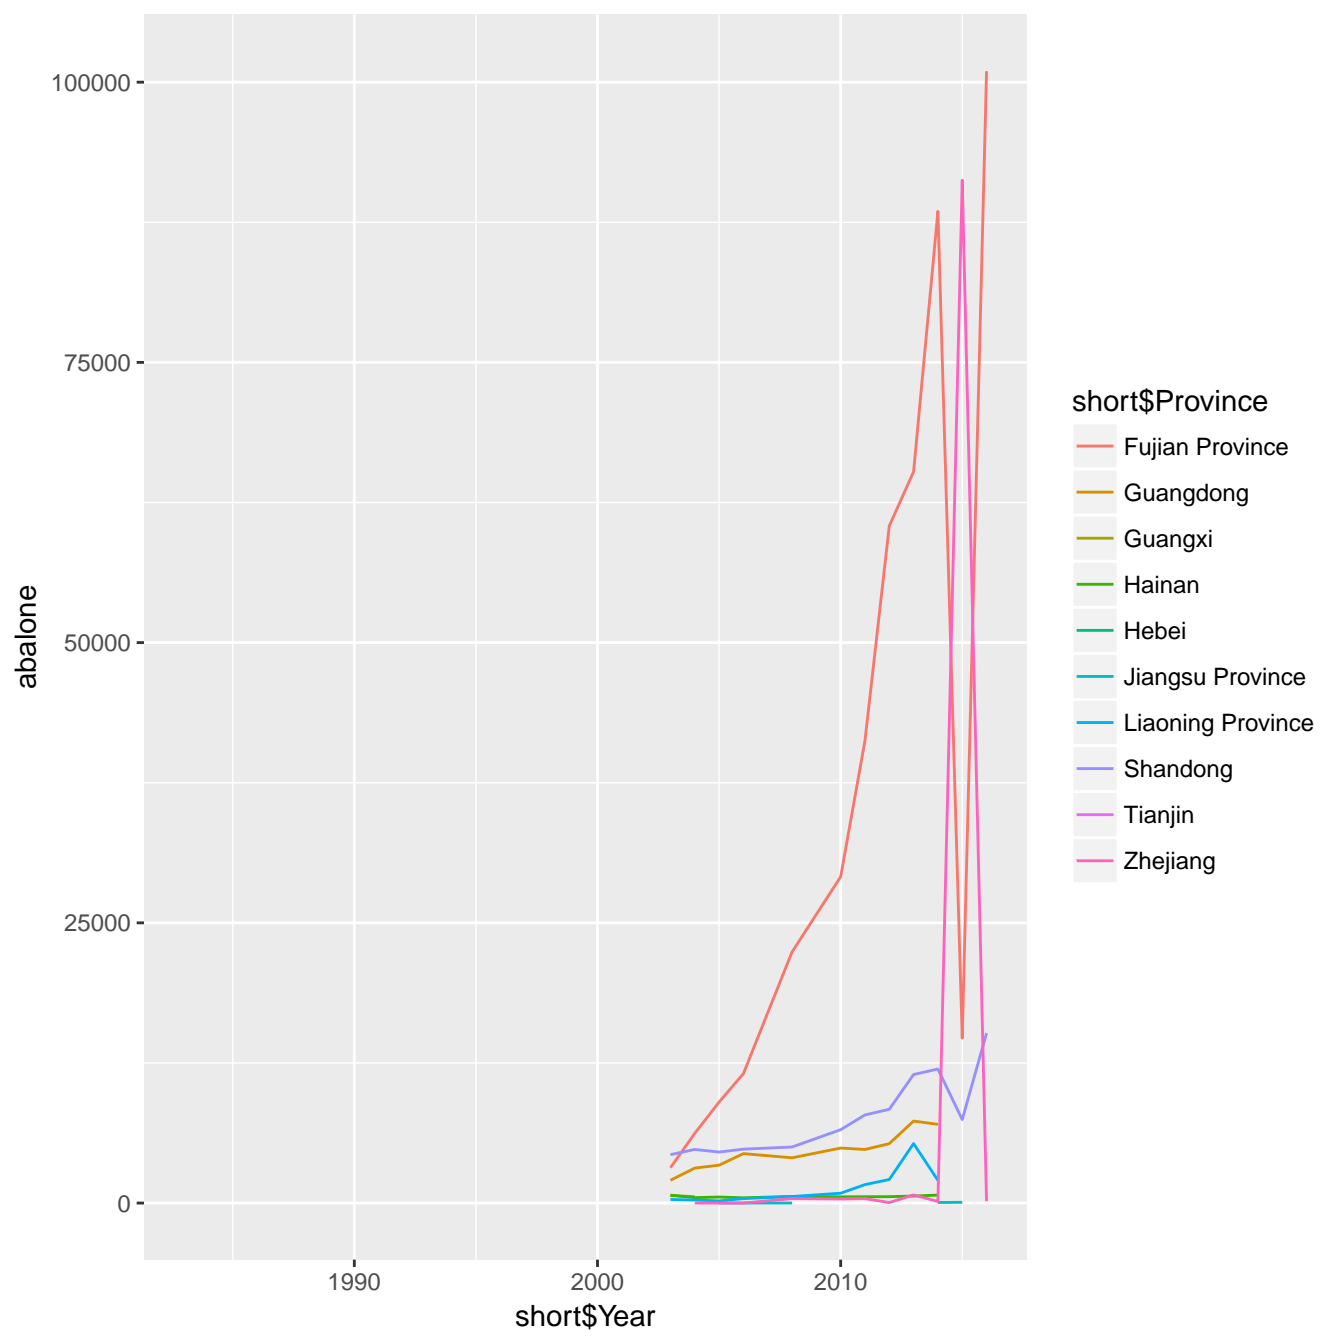 100000
75000
50000
25000
0
abalone
1990
2000
2010
short$Year
short$Province
Fujian Province
Guangdong
Guangxi
Hainan
Hebei
Jiangsu Province
Liaoning Province
Shandong
Tianjin
Zhejiang